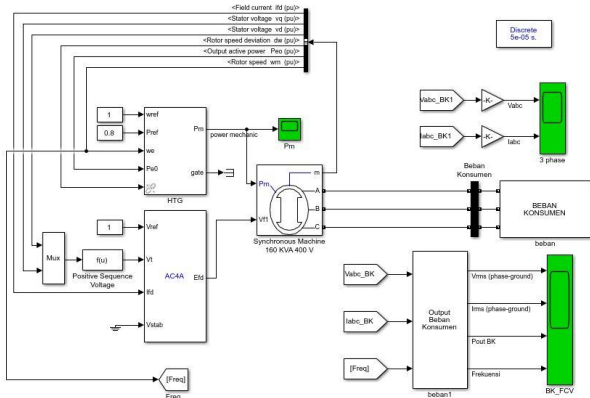 <Field current ifd (pu)>
<Stator voltage vq (pu)>
<Stator voltage vd (pu)>
<Rotor speed deviation dw (pu)>
<Output active power Peo (pu)>
<Rotor speed wm (pu)>
Discrete
5e-05 s.
1
wref
0.8
Pref
we
Pe0
Pm
gate
HTG
power mechanic
Pm
Vabc_BK1
-K-
Vabc
Iabc_BK1
-K-
Iabc
3 phase
Pm
m
A
B
C
Vf1
Synchronous Machine
160 KVA 400 V
Beban
Konsumen
BEBAN
KONSUMEN
beban
1
Vref
Mux
f(u)
Positive Sequence
Voltage
Vt
AC4A
Efd
Ifd
Vstab
[Freq]
Vabc_BK
Iabc_BK
[Freq]
Output
Beban
Konsumen
beban1
Vrms (phase-ground)
Irms (phase-ground)
Pout BK
Frekuensi
BK_FCV